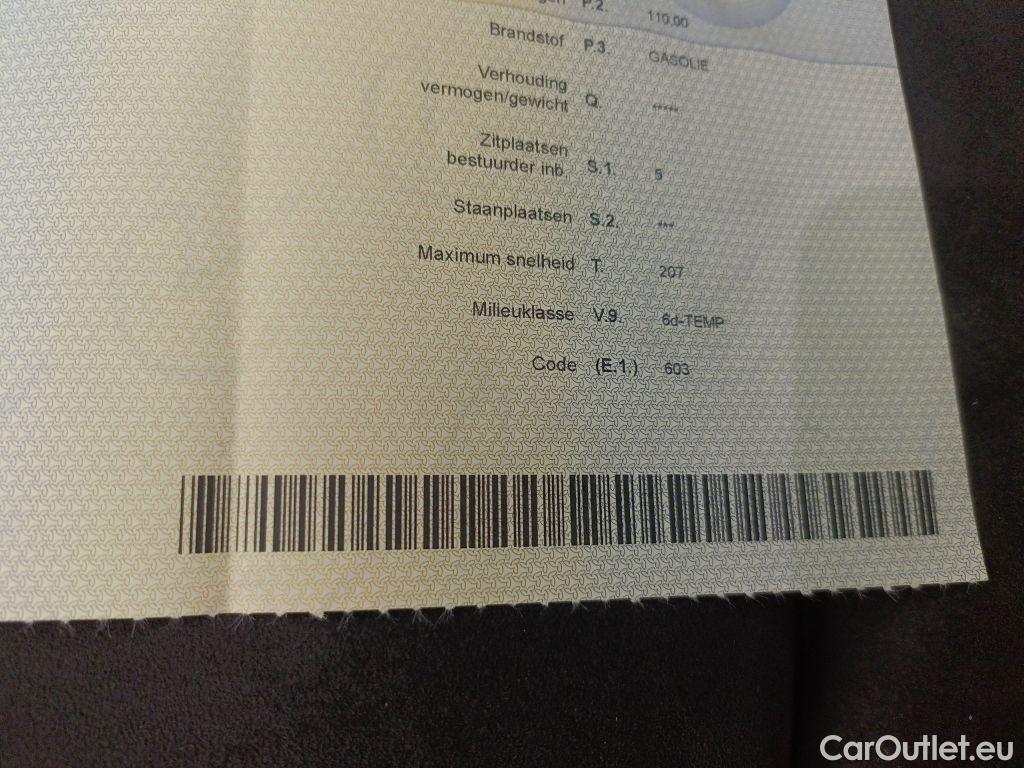 P.2. 110,00
Brandstof P.3. GASOLIE
Verhouding
vermogen/gewicht Q. *****
Zitplaatsen
bestuurder inb. S.1. 5
Staanplaatsen S.2. ***
Maximum snelheid T. 207
Milieuklasse V.9. 6d-TEMP
Code (E.1.) 603
CarOutlet.eu